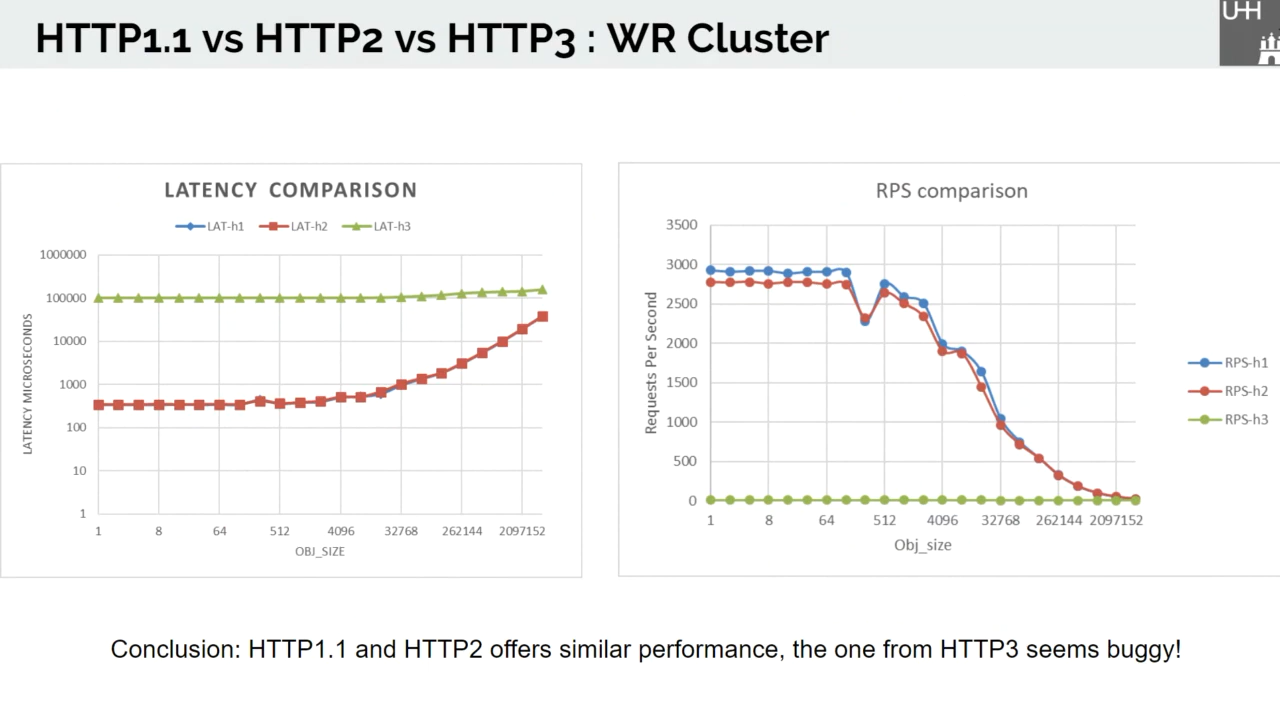 HTTP1.1 vs HTTP2 vs HTTP3 : WR Cluster
UHH
LATENCY COMPARISON
LAT-h1 LAT-h2 LAT-h3
1000000
100000
10000
1000
100
10
1
LATENCY MICROSECONDS
1 8 64 512 4096 32768 262144 2097152
OBJ_SIZE
RPS comparison
3500
3000
2500
2000
1500
1000
500
0
Requests Per Second
1 8 64 512 4096 32768 262144 2097152
Obj_size
RPS-h1
RPS-h2
RPS-h3
Conclusion: HTTP1.1 and HTTP2 offers similar performance, the one from HTTP3 seems buggy!